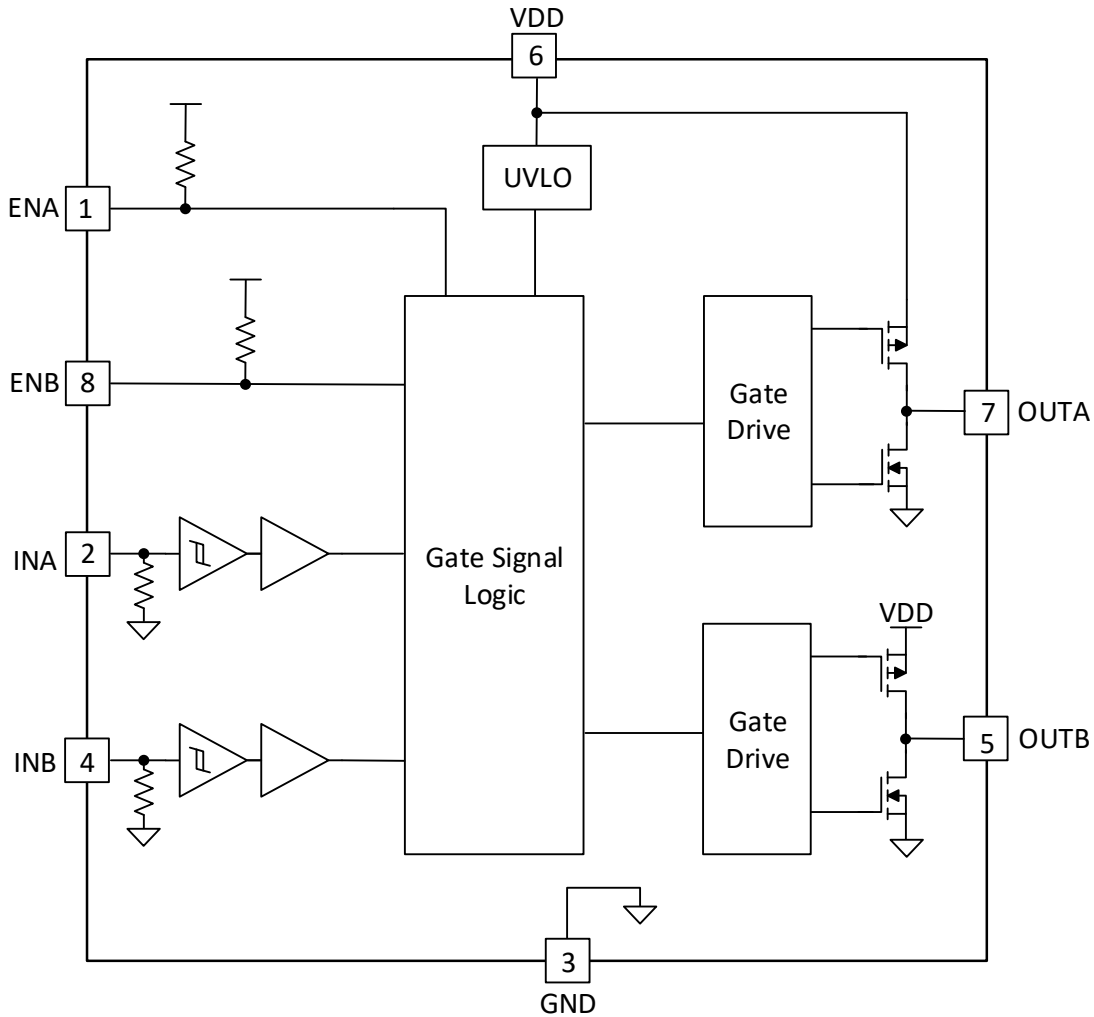 VDD
6
UVLO
ENA
1
ENB
8
Gate
Drive
7
OUTA
INA
2
Gate Signal
Logic
VDD
INB
4
Gate
Drive
5
OUTB
3
GND